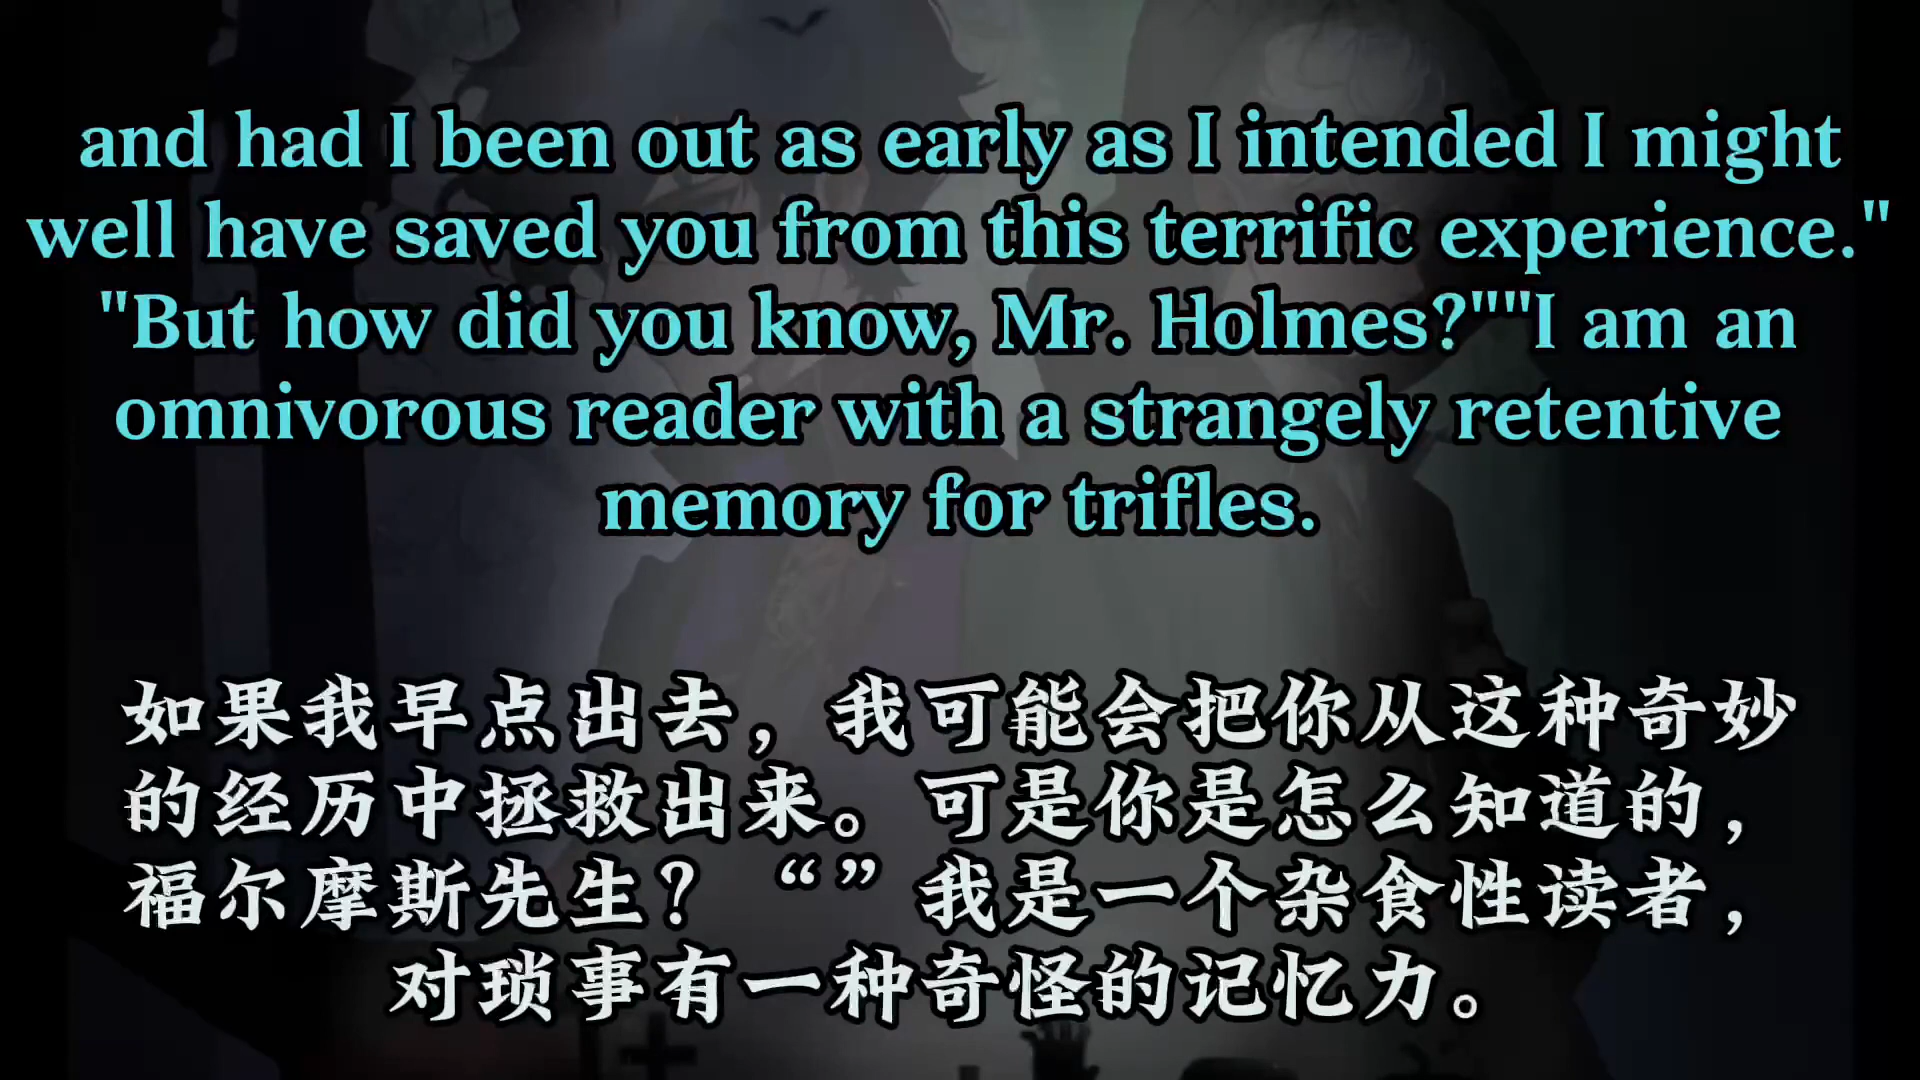 and had I been out as early as I intended I might
well have saved you from this terrific experience."
"But how did you know, Mr. Holmes?""I am an
omnivorous reader with a strangely retentive
memory for trifles.
如果我早点出去，我可能会把你从这种奇妙
的经历中拯救出来。可是你是怎么知道的，
福尔摩斯先生？“”我是一个杂食性读者，
对琐事有一种奇怪的记忆力。